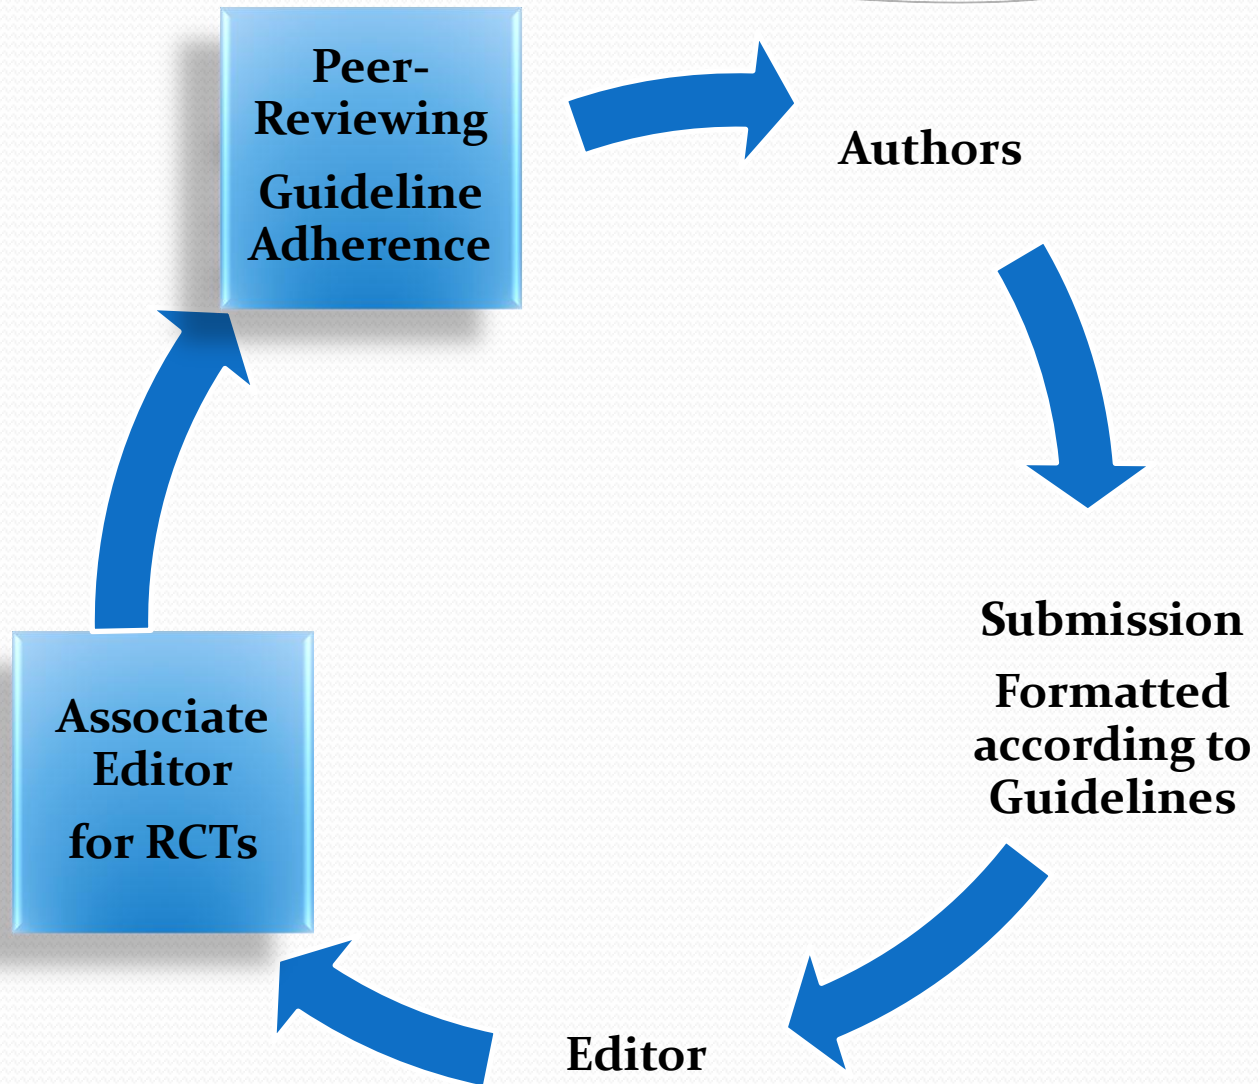 Peer-
Reviewing
Guideline
Adherence
Authors
Submission
Formatted
according to
Guidelines
Editor
Associate
Editor
for RCTs